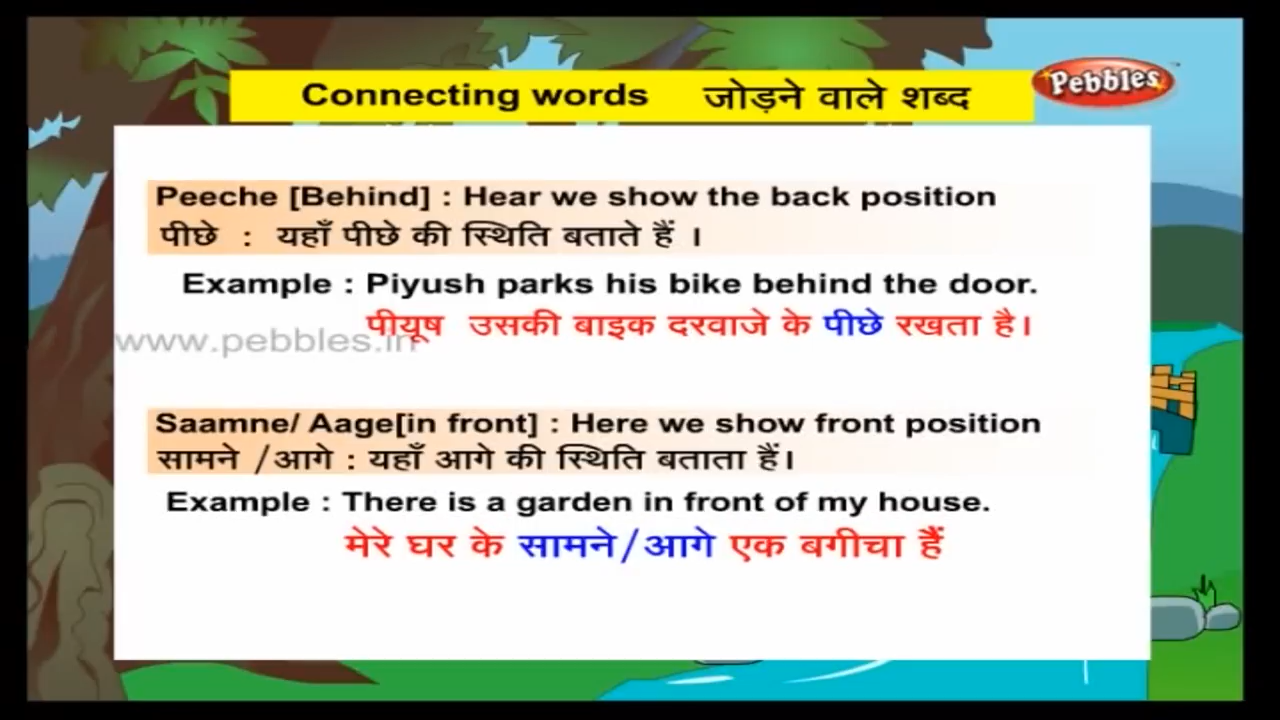 Connecting words जोड़ने वाले शब्द
Pebbles
Peeche [Behind] : Hear we show the back position
पीछे : यहाँ पीछे की स्थिति बताते हैं ।
Example : Piyush parks his bike behind the door.
पीयूष उसकी बाइक दरवाजे के पीछे रखता है।
www.pebbles.in
Saamne/ Aage[in front] : Here we show front position
सामने /आगे : यहाँ आगे की स्थिति बताता हैं।
Example : There is a garden in front of my house.
मेरे घर के सामने/आगे एक बगीचा हैं